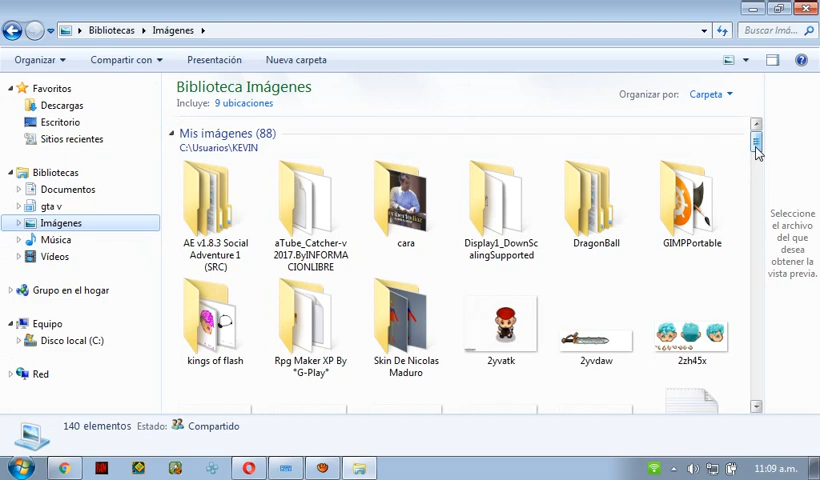 Bibliotecas ▸ Imágenes ▸
Buscar Imá...
Organizar
Compartir con
Presentación
Nueva carpeta
Favoritos
Descargas
Escritorio
Sitios recientes
Bibliotecas
Documentos
gta v
Imágenes
Música
Vídeos
Grupo en el hogar
Equipo
Disco local (C:)
Red
Biblioteca Imágenes
Incluye: 9 ubicaciones
Organizar por: Carpeta
Mis imágenes (88)
C:\Usuarios\KEVIN
AE v1.8.3 Social
Adventure 1
(SRC)
aTube_Catcher-v
2017.ByINFORMA
CIONLIBRE
cara
Display1_DownSc
alingSupported
DragonBall
GIMPPortable
kings of flash
Rpg Maker XP By
"G-Play"
Skin De Nicolas
Maduro
2yvatk
2yvdaw
2zh45x
Seleccione
el archivo
del que
desea
obtener la
vista previa.
140 elementos
Estado:
Compartido
11:09 a.m.